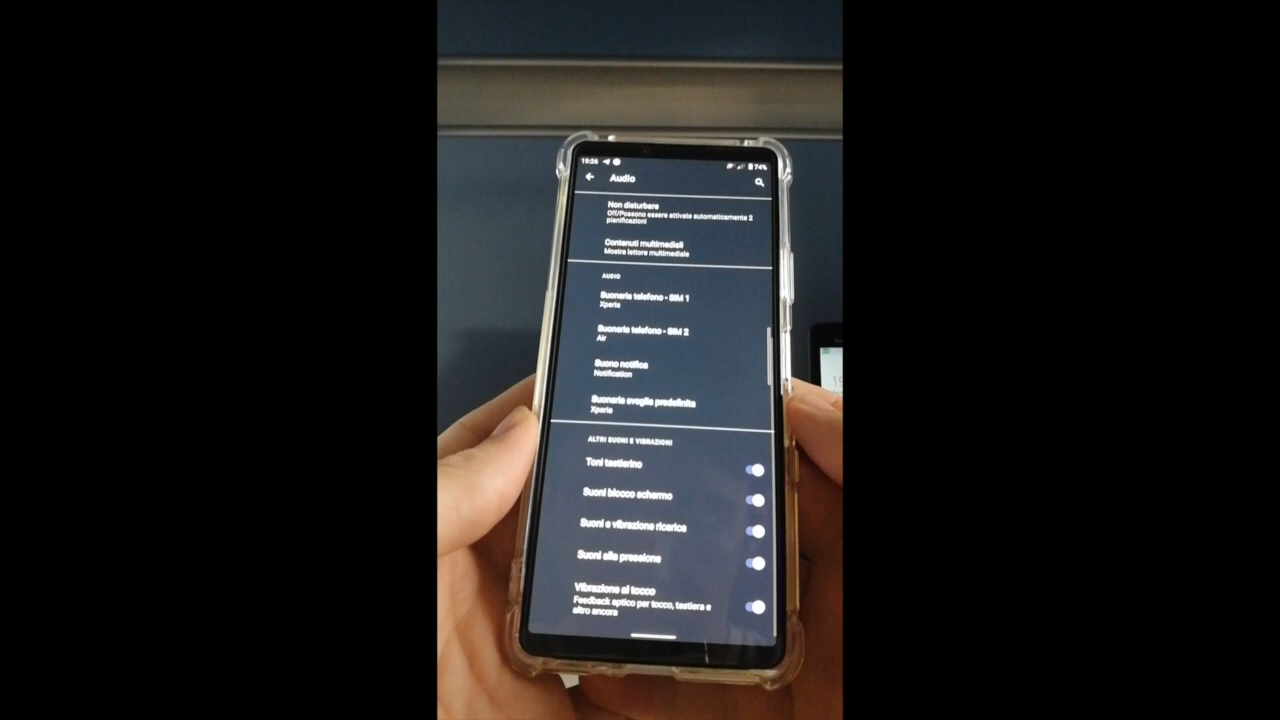 19:26
74%
Audio
Non disturbare
Off/Possono essere attivate automaticamente 2
pianificazioni
Contenuti multimediali
Mostra lettore multimediale
AUDIO
Suoneria telefono - SIM 1
Xperia
Suoneria telefono - SIM 2
Air
Suono notifica
Notification
Suoneria sveglia predefinita
Xperia
ALTRI SUONI E VIBRAZIONI
Toni tastierino
Suoni blocco schermo
Suoni e vibrazione ricarica
Suoni alla pressione
Vibrazione al tocco
Feedback aptico per tocco, tastiera e
altro ancora